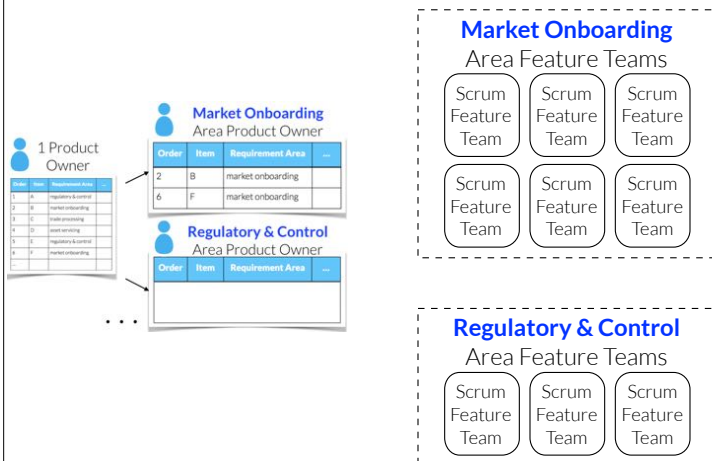 1 Product
Owner
Order Item Requirement Area ...
1 A regulatory & control
2 B market onboarding
3 C trade processing
4 D asset servicing
5 E regulatory & control
6 F market onboarding
...
Market Onboarding
Area Product Owner
Order Item Requirement Area ...
2 B market onboarding
6 F market onboarding
Regulatory & Control
Area Product Owner
Order Item Requirement Area ...
. . .
Market Onboarding
Area Feature Teams
Scrum Scrum Scrum
Feature Feature Feature
Team Team Team
Scrum Scrum Scrum
Feature Feature Feature
Team Team Team
Regulatory & Control
Area Feature Teams
Scrum Scrum Scrum
Feature Feature Feature
Team Team Team